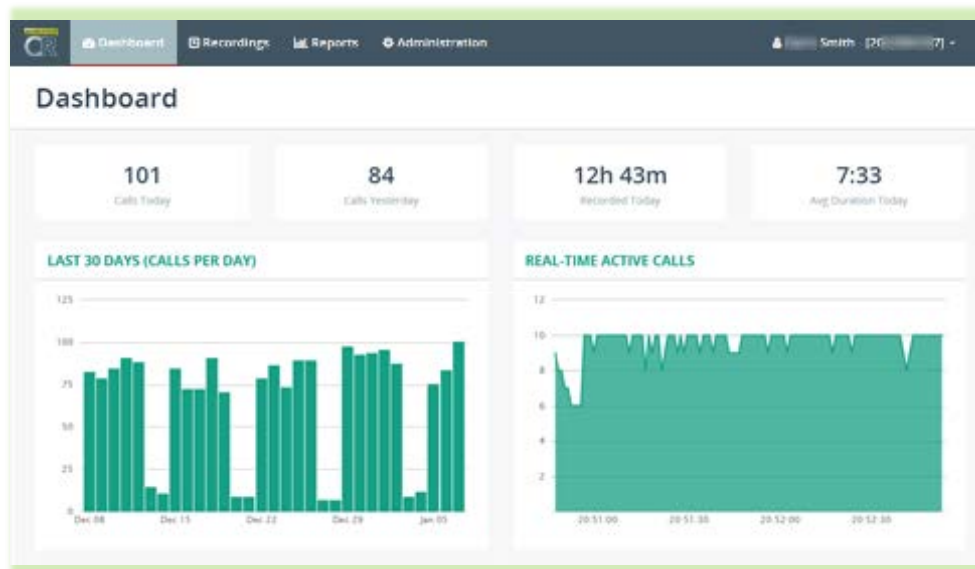 CR Dashboard Recordings Reports Administration Smith
Dashboard
101 84 12h 43m 7:33
Calls Today Calls Yesterday Recorded Today Avg Duration Today
LAST 30 DAYS (CALLS PER DAY) REAL-TIME ACTIVE CALLS
125
100
75
50
25
0
Dec 08 Dec 15 Dec 22 Dec 29 Jan 05
12
10
8
6
4
2
20:51:00 20:51:30 20:52:00 20:52:30